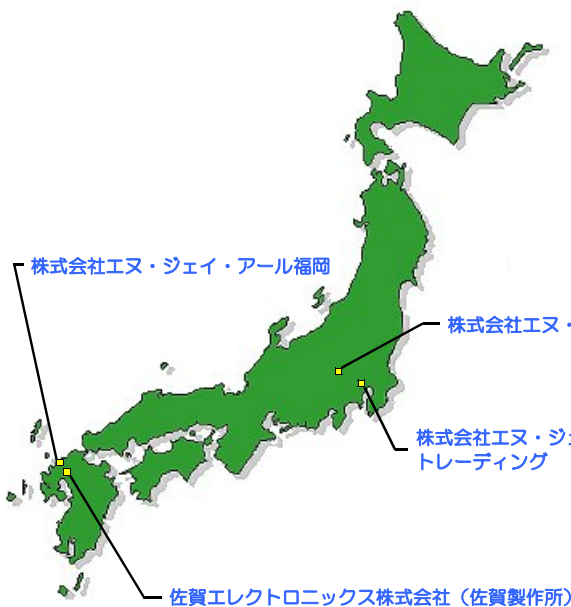 株式会社エヌ・ジェイ・アール福岡
株式会社エヌ・
株式会社エヌ・ジェ
トレーディング
佐賀エレクトロニックス株式会社（佐賀製作所）